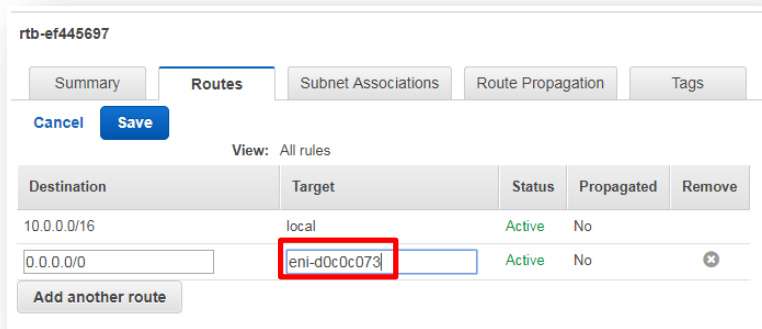 rtb-ef445697
Summary Routes Subnet Associations Route Propagation Tags
Cancel Save
View: All rules
Destination Target Status Propagated Remove
10.0.0.0/16 local Active No
0.0.0.0/0 eni-d0c0c073 Active No
Add another route